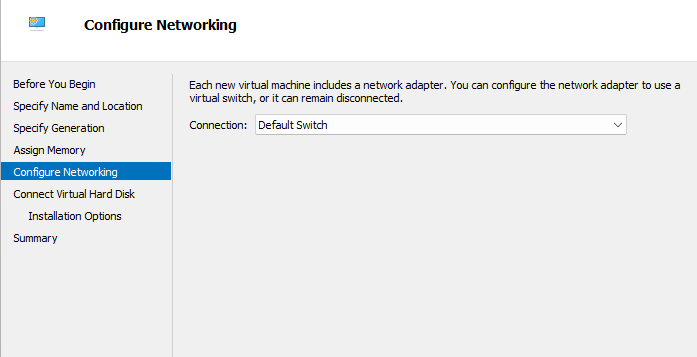 Configure Networking
Before You Begin
Specify Name and Location
Specify Generation
Assign Memory
Configure Networking
Connect Virtual Hard Disk
Installation Options
Summary
Each new virtual machine includes a network adapter. You can configure the network adapter to use a
virtual switch, or it can remain disconnected.
Connection: Default Switch